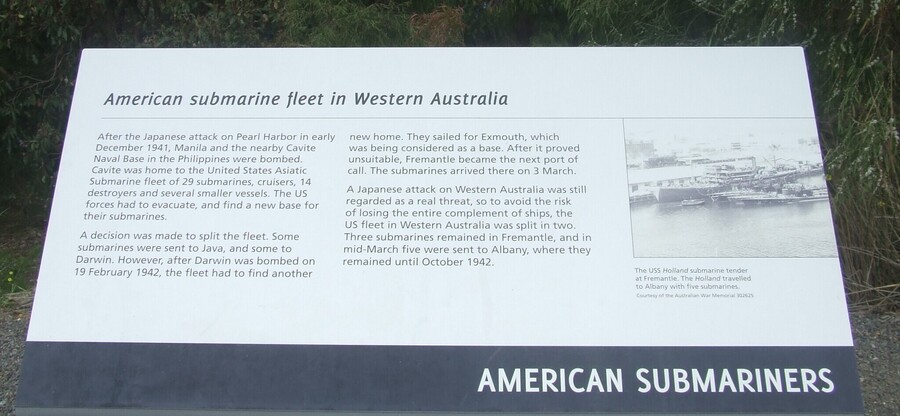 American submarine fleet in Western Australia
After the Japanese attack on Pearl Harbor in early
December 1941, Manila and the nearby Cavite
Naval Base in the Philippines were bombed.
Cavite was home to the United States Asiatic
Submarine fleet of 29 submarines, cruisers, 14
destroyers and several smaller vessels. The US
forces had to evacuate, and find a new base for
their submarines.
A decision was made to split the fleet. Some
submarines were sent to Java, and some to
Darwin. However, after Darwin was bombed on
19 February 1942, the fleet had to find another
new home. They sailed for Exmouth, which
was being considered as a base. After it proved
unsuitable, Fremantle became the next port of
call. The submarines arrived there on 3 March.
A Japanese attack on Western Australia was still
regarded as a real threat, so to avoid the risk
of losing the entire complement of ships, the
US fleet in Western Australia was split in two.
Three submarines remained in Fremantle, and in
mid-March five were sent to Albany, where they
remained until October 1942.
The USS Holland submarine tender
at Fremantle. The Holland travelled
to Albany with five submarines.
Courtesy of the Australian War Memorial 302625
AMERICAN SUBMARINERS